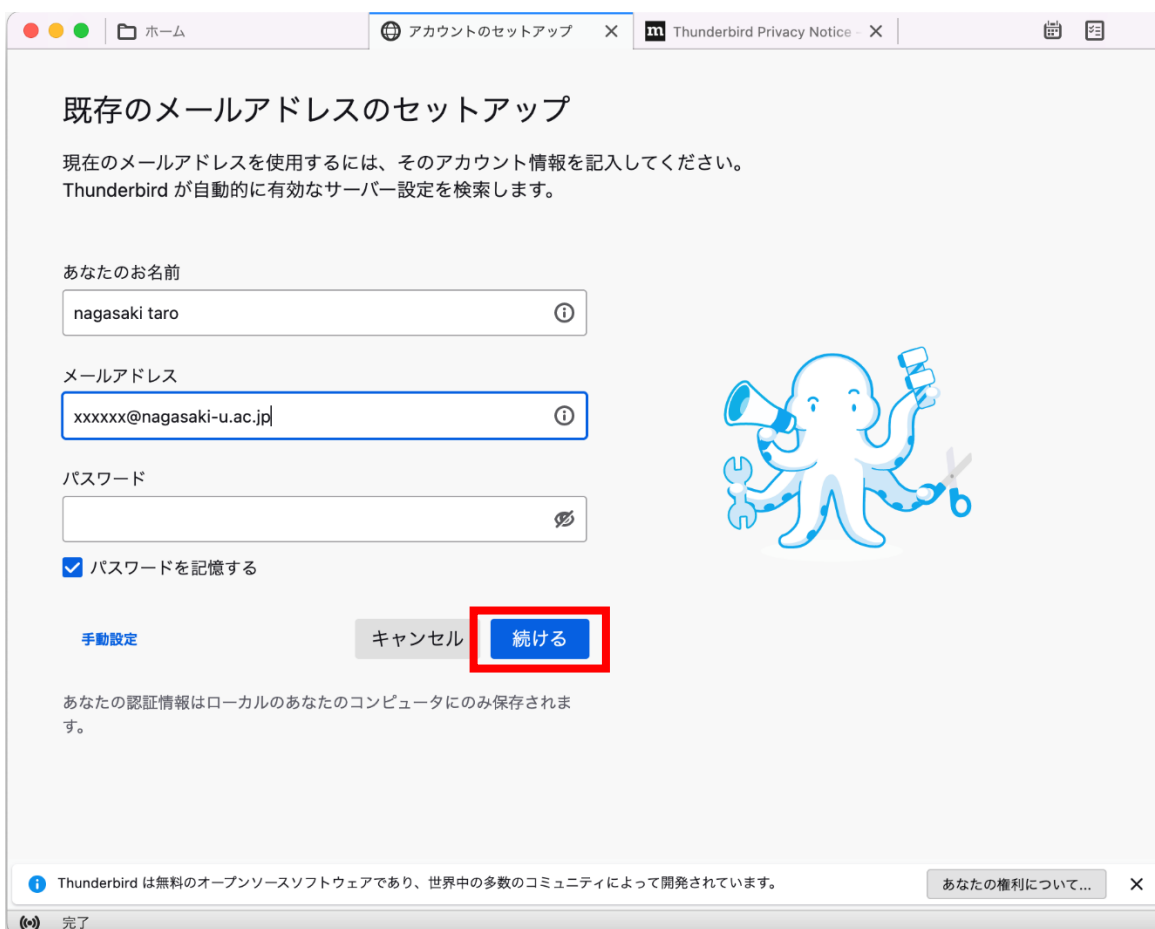 ホーム
アカウントのセットアップ
m Thunderbird Privacy Notice -
既存のメールアドレスのセットアップ
現在のメールアドレスを使用するには、そのアカウント情報を記入してください。
Thunderbird が自動的に有効なサーバー設定を検索します。
あなたのお名前
nagasaki taro
メールアドレス
xxxxxx@nagasaki-u.ac.jp
パスワード
パスワードを記憶する
手動設定
キャンセル
続ける
あなたの認証情報はローカルのあなたのコンピュータにのみ保存されま
す。
Thunderbird は無料のオープンソースソフトウェアであり、世界中の多数のコミュニティによって開発されています。
あなたの権利について...
完了